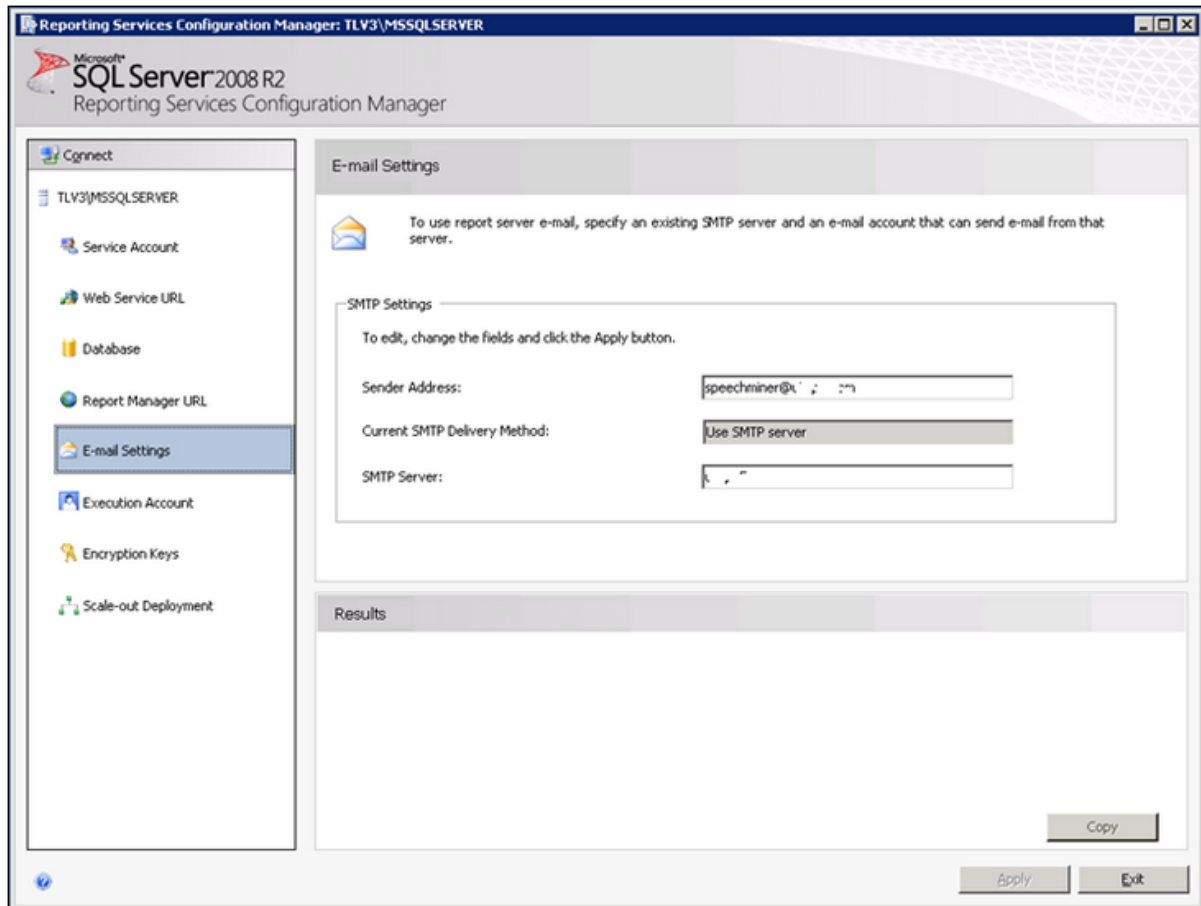 Reporting Services Configuration Manager: TLV3\MSSQLSERVER
Microsoft
SQL Server 2008 R2
Reporting Services Configuration Manager
Connect
TLV3\MSSQLSERVER
Service Account
Web Service URL
Database
Report Manager URL
E-mail Settings
Execution Account
Encryption Keys
Scale-out Deployment
E-mail Settings
To use report server e-mail, specify an existing SMTP server and an e-mail account that can send e-mail from that
server.
SMTP Settings
To edit, change the fields and click the Apply button.
Sender Address:
speechminer@
Current SMTP Delivery Method:
Use SMTP server
SMTP Server:
Results
Copy
Apply
Exit